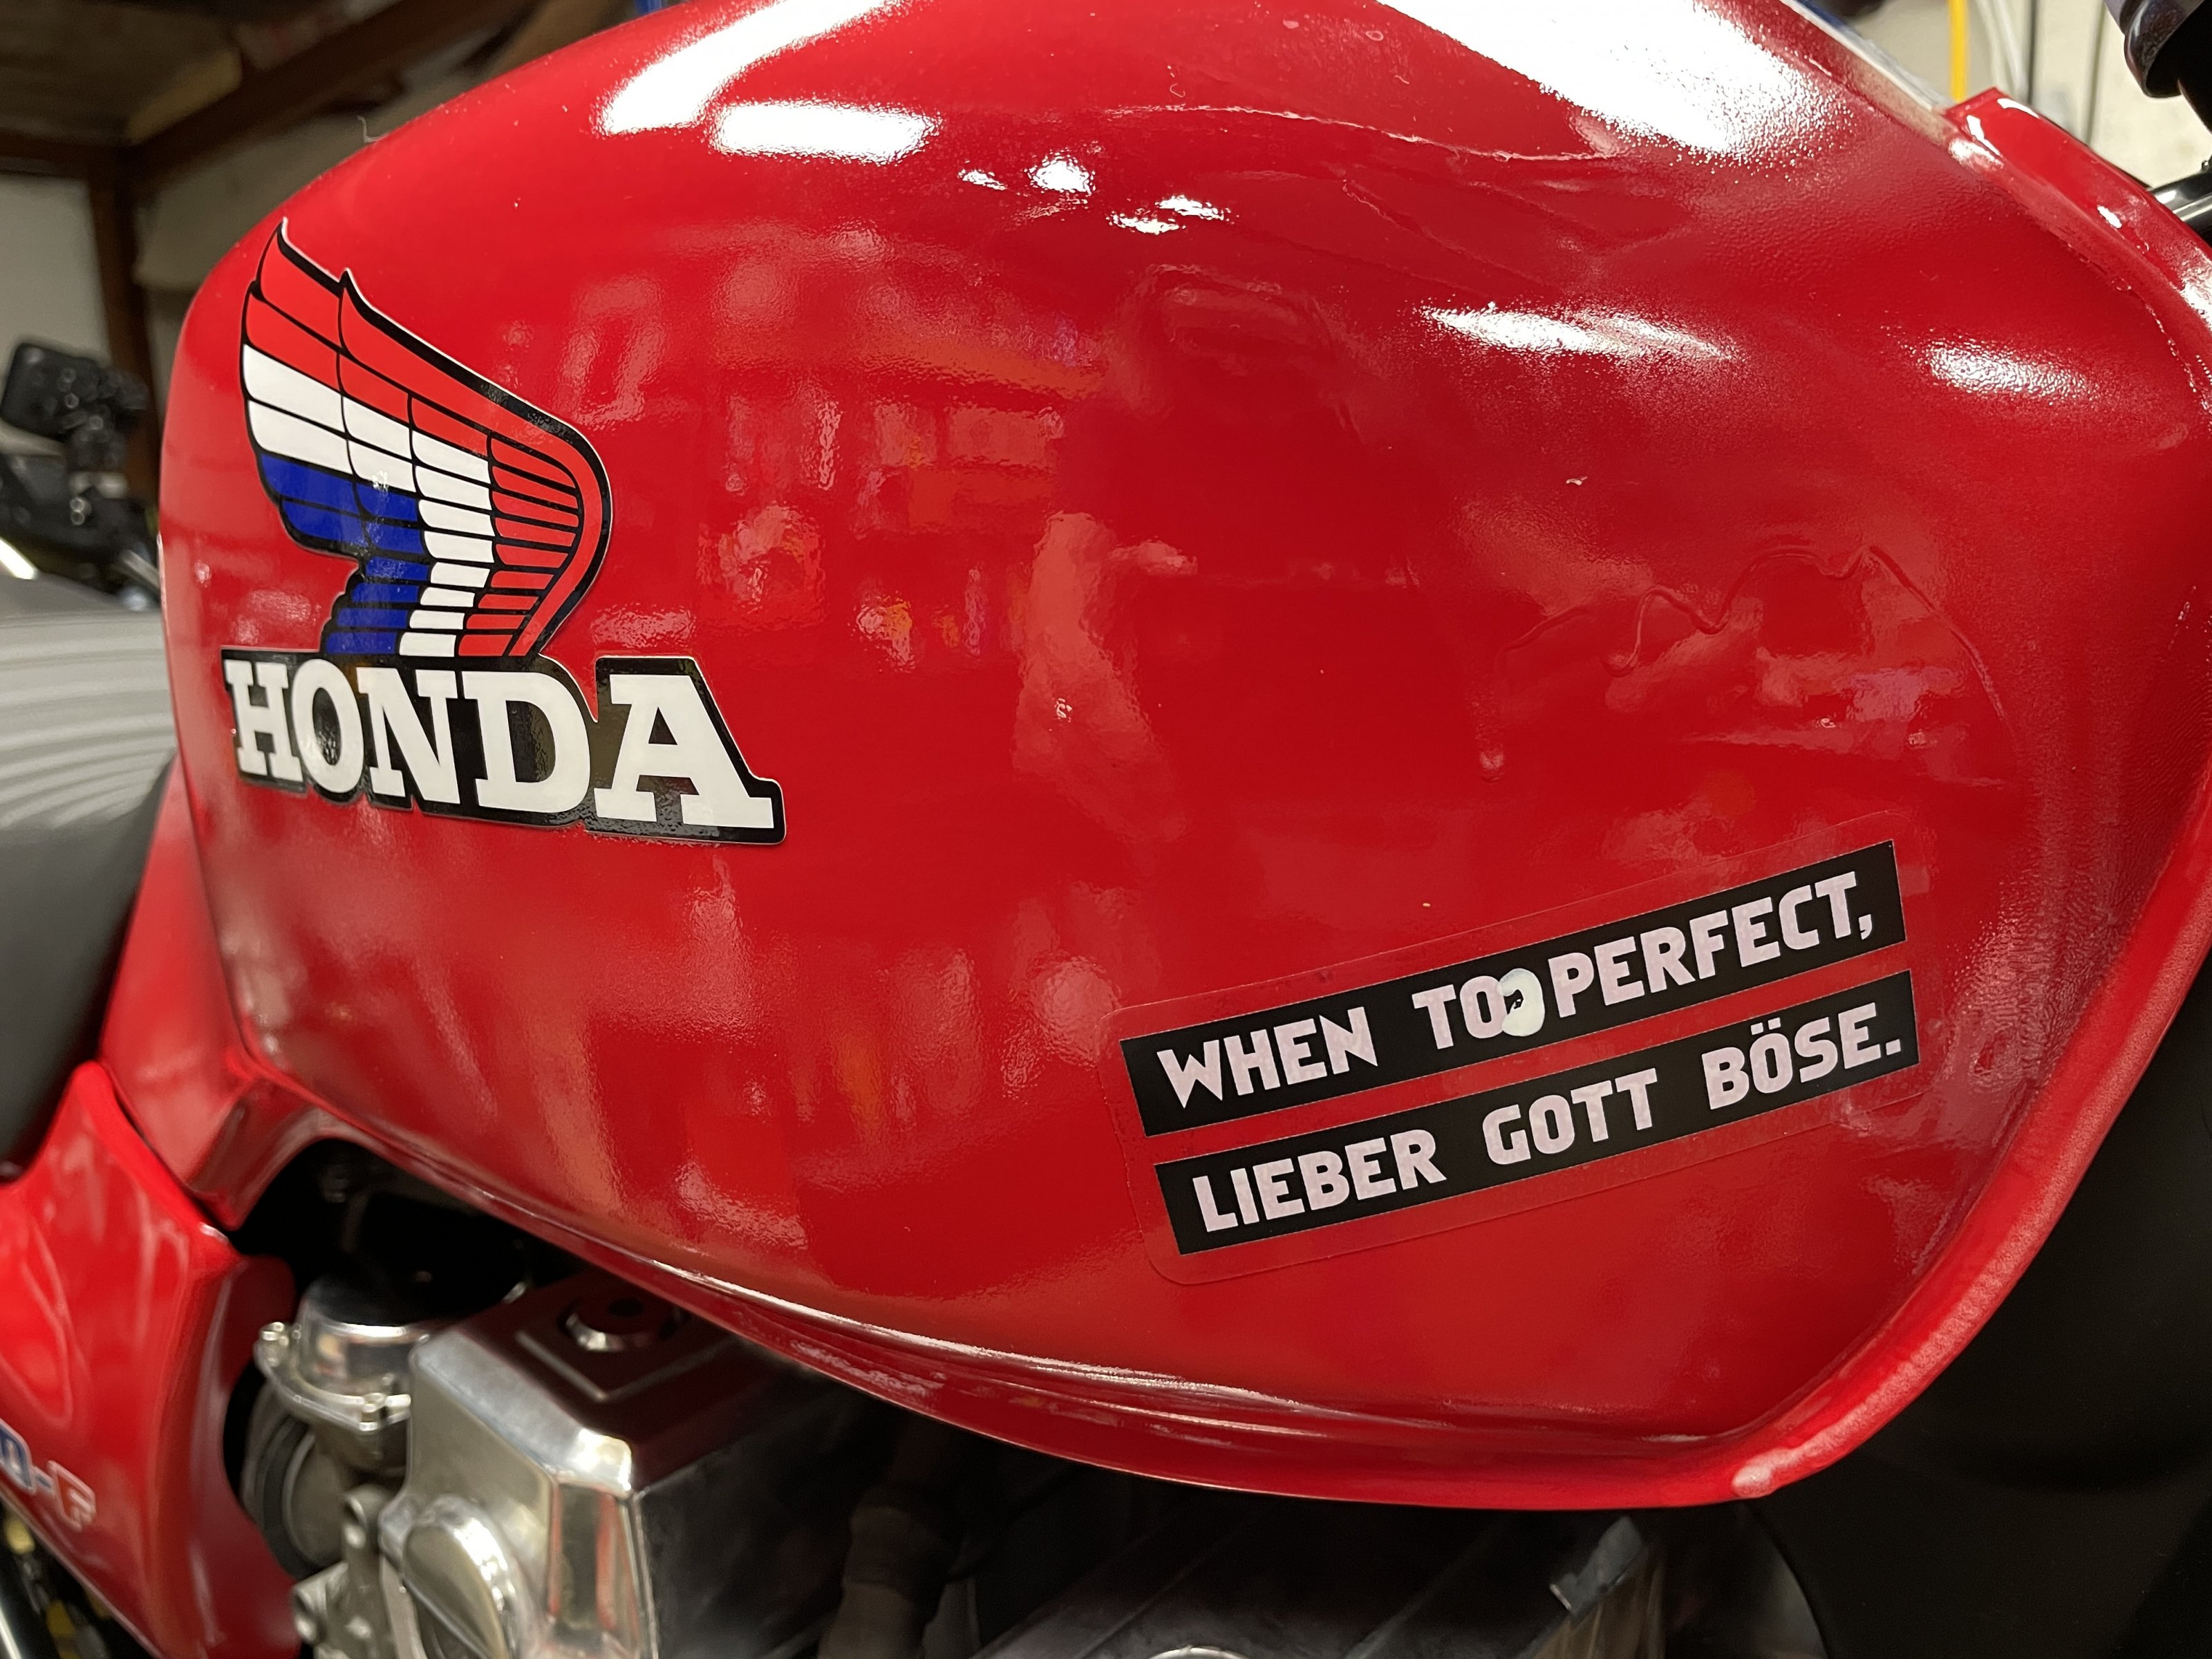 HONDA
WHEN TOO PERFECT,
LIEBER GOTT BÖSE.